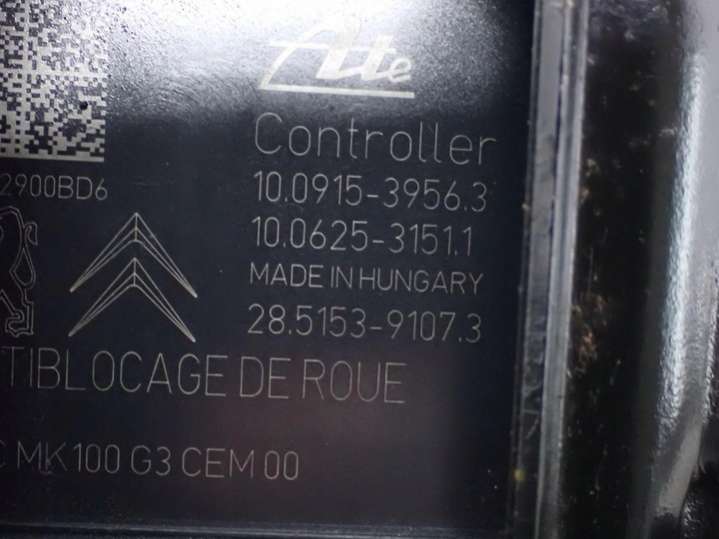 Ate
Controller
10.0915-3956.3
2900BD6
10.0625-3151.1
MADE IN HUNGARY
28.5153-9107.3
TIBLOCAGE DE ROUE
C MK100 G3 CEM 00